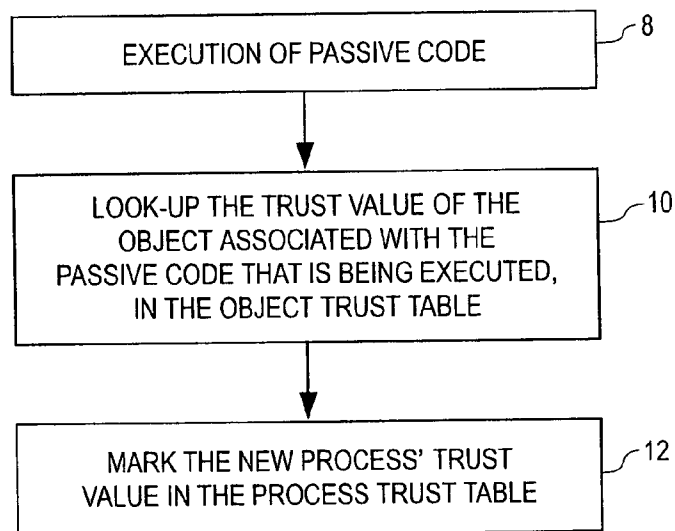 EXECUTION OF PASSIVE CODE
8
LOOK-UP THE TRUST VALUE OF THE
OBJECT ASSOCIATED WITH THE
PASSIVE CODE THAT IS BEING EXECUTED,
IN THE OBJECT TRUST TABLE
10
MARK THE NEW PROCESS' TRUST
VALUE IN THE PROCESS TRUST TABLE
12